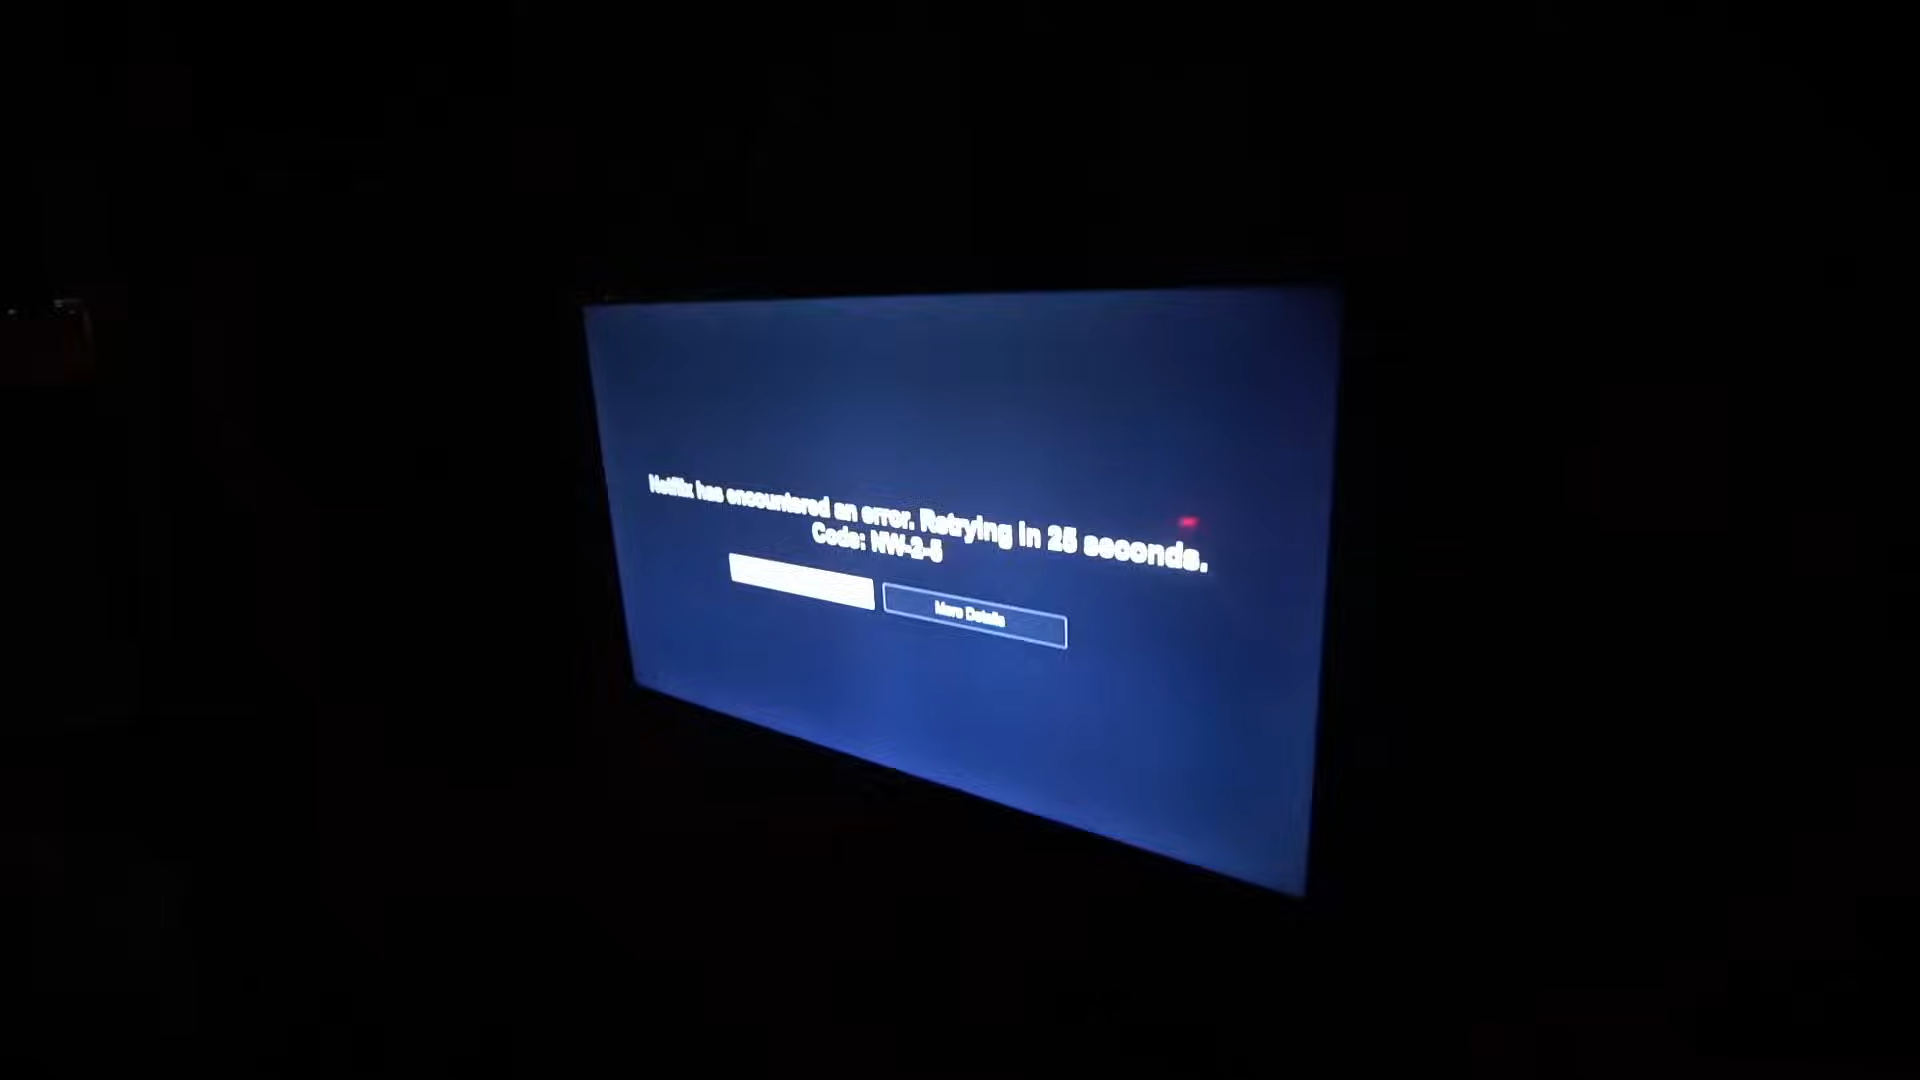 Netflix has encountered an error. Retrying in 25 seconds.
Code: NW-2-5
More Details